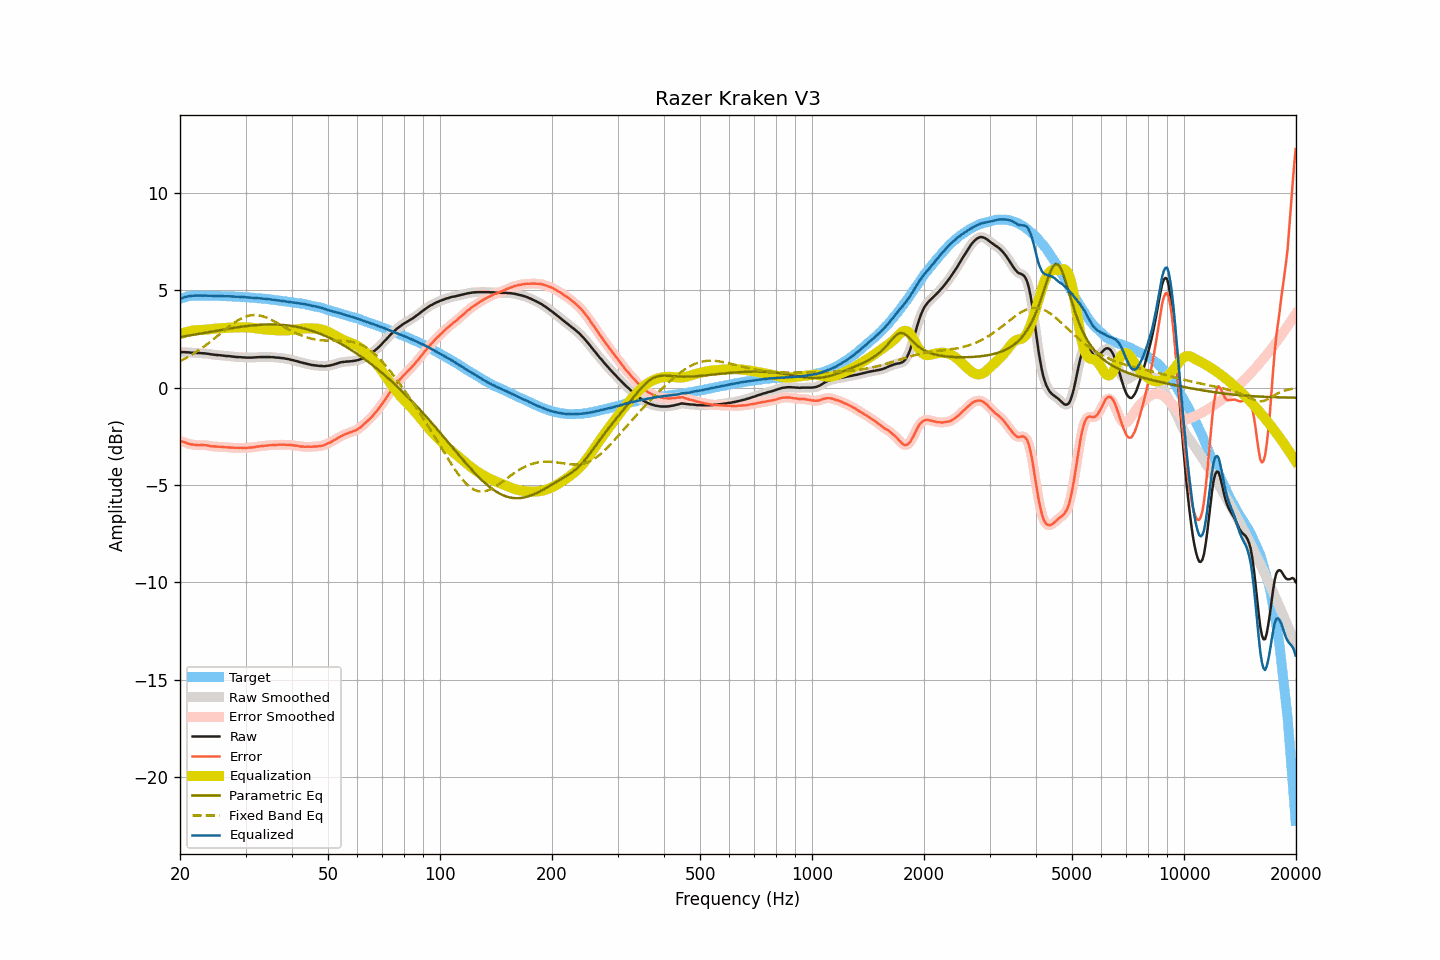 Razer Kraken V3
Amplitude (dBr)
10
5
0
−5
−10
−15
−20
Target
Raw Smoothed
Error Smoothed
Raw
Error
Equalization
Parametric Eq
Fixed Band Eq
Equalized
20 50 100 200 500 1000 2000 5000 10000 20000
Frequency (Hz)